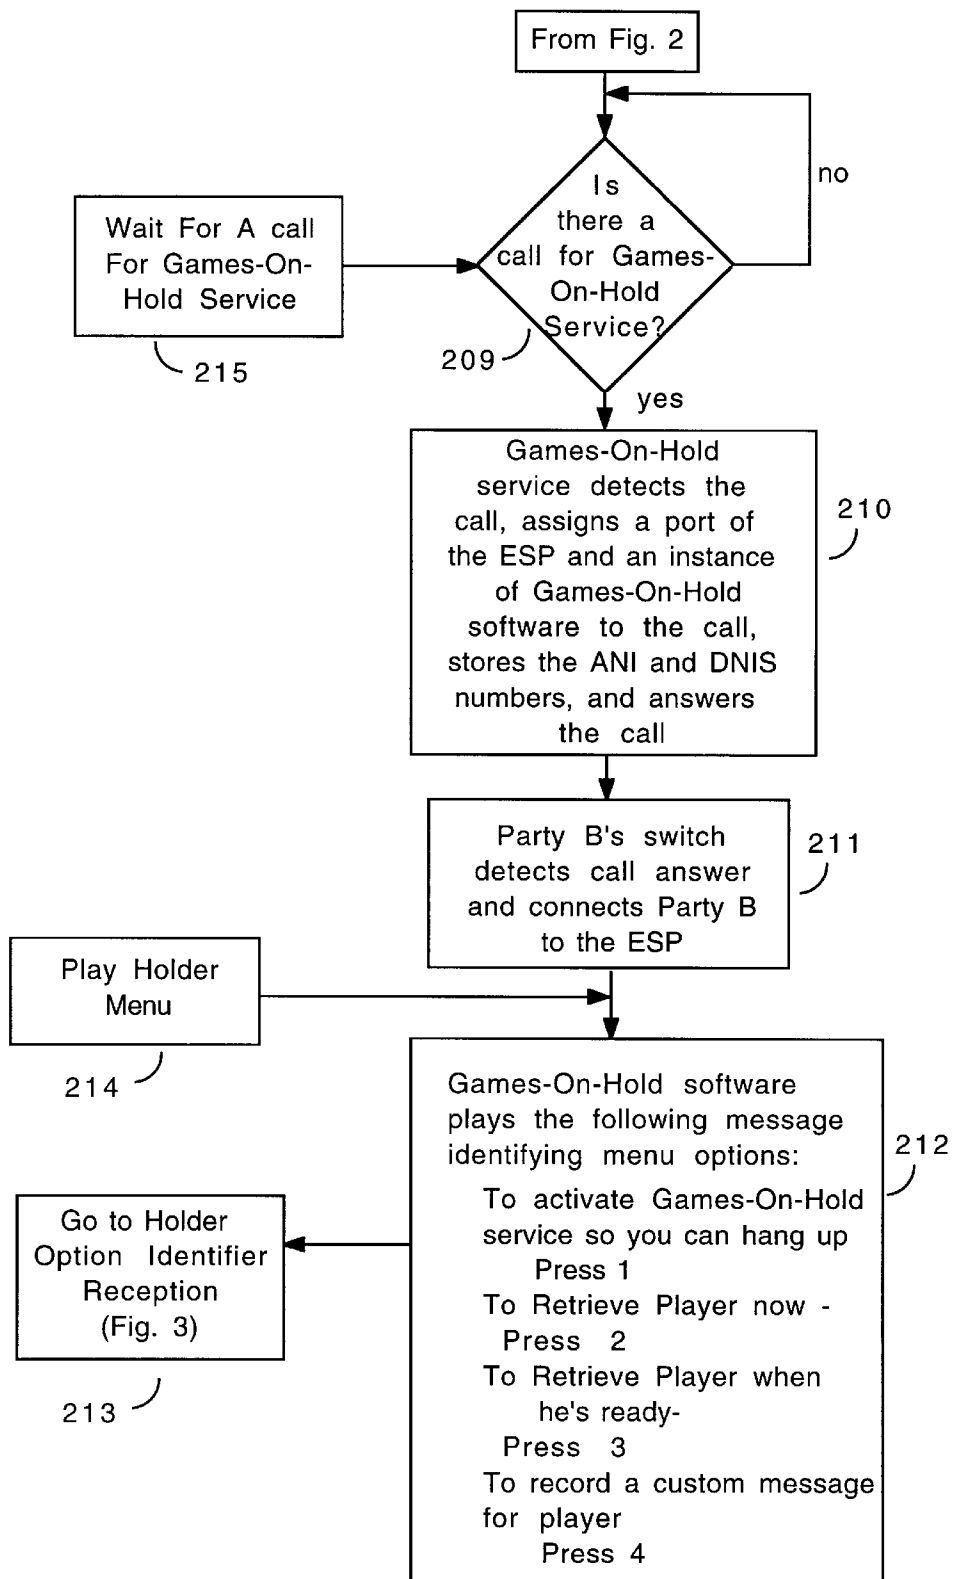 From Fig. 2
no
Is
there a
call for Games-
On-Hold
Service?
209
Wait For A call
For Games-On-
Hold Service
215
yes
Games-On-Hold
service detects the
call, assigns a port of
the ESP and an instance
of Games-On-Hold
software to the call,
stores the ANI and DNIS
numbers, and answers
the call
210
Party B's switch
detects call answer
and connects Party B
to the ESP
211
Play Holder
Menu
214
Games-On-Hold software
plays the following message
identifying menu options:
To activate Games-On-Hold
service so you can hang up
Press 1
To Retrieve Player now -
Press 2
To Retrieve Player when
he's ready-
Press 3
To record a custom message
for player
Press 4
212
Go to Holder
Option Identifier
Reception
(Fig. 3)
213